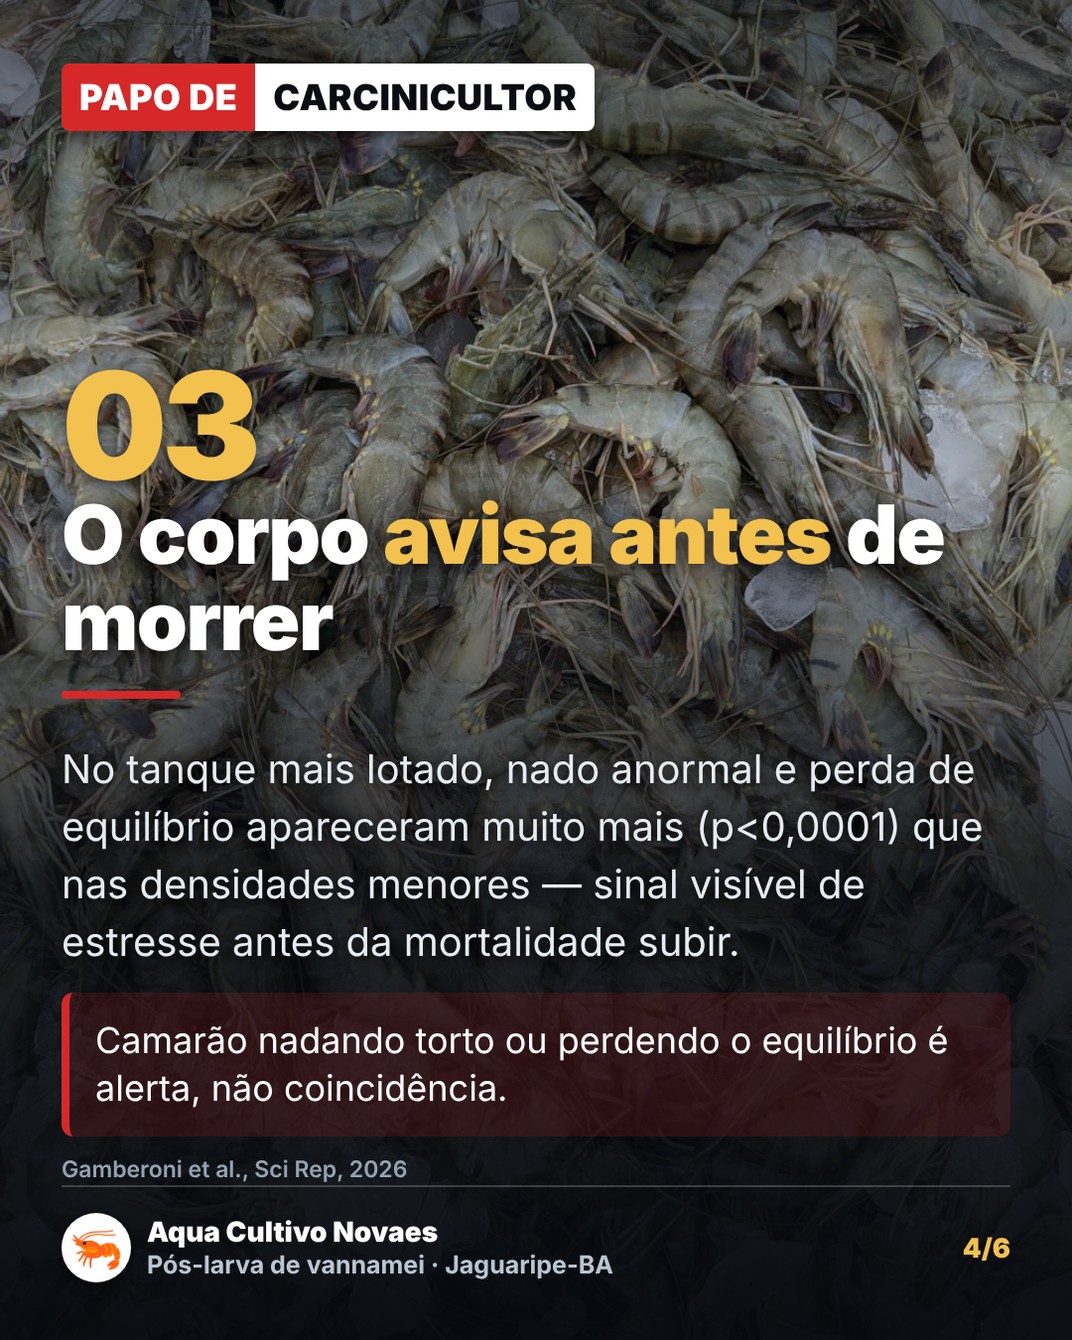 PAPO DE CARCINICULTOR
03
O corpo avisa antes de
morrer
No tanque mais lotado, nado anormal e perda de
equilíbrio apareceram muito mais (p<0,0001) que
nas densidades menores — sinal visível de
estresse antes da mortalidade subir.
Camarão nadando torto ou perdendo o equilíbrio é
alerta, não coincidência.
Gamberoni et al., Sci Rep, 2026
Aqua Cultivo Novaes
Pós-larva de vannamei · Jaguaripe-BA
4/6